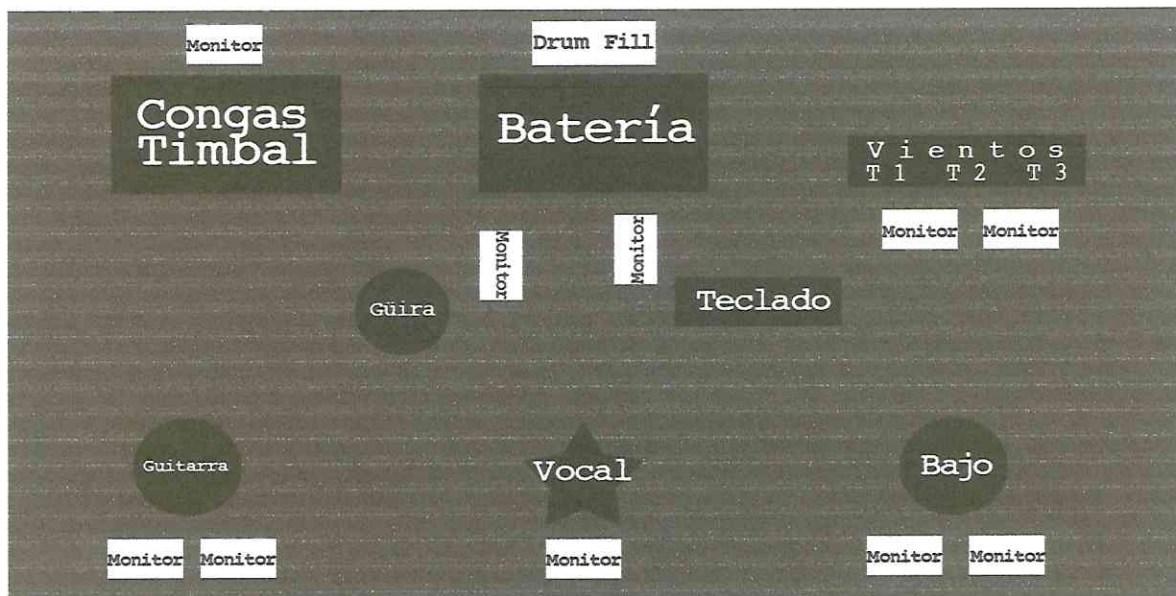 Monitor
Drum Fill
Congas
Timbal
Batería
Vientos
T1 T2 T3
Monitor
Monitor
Monitor
Monitor
Güira
Teclado
Guitarra
Vocal
Bajo
Monitor
Monitor
Monitor
Monitor
Monitor